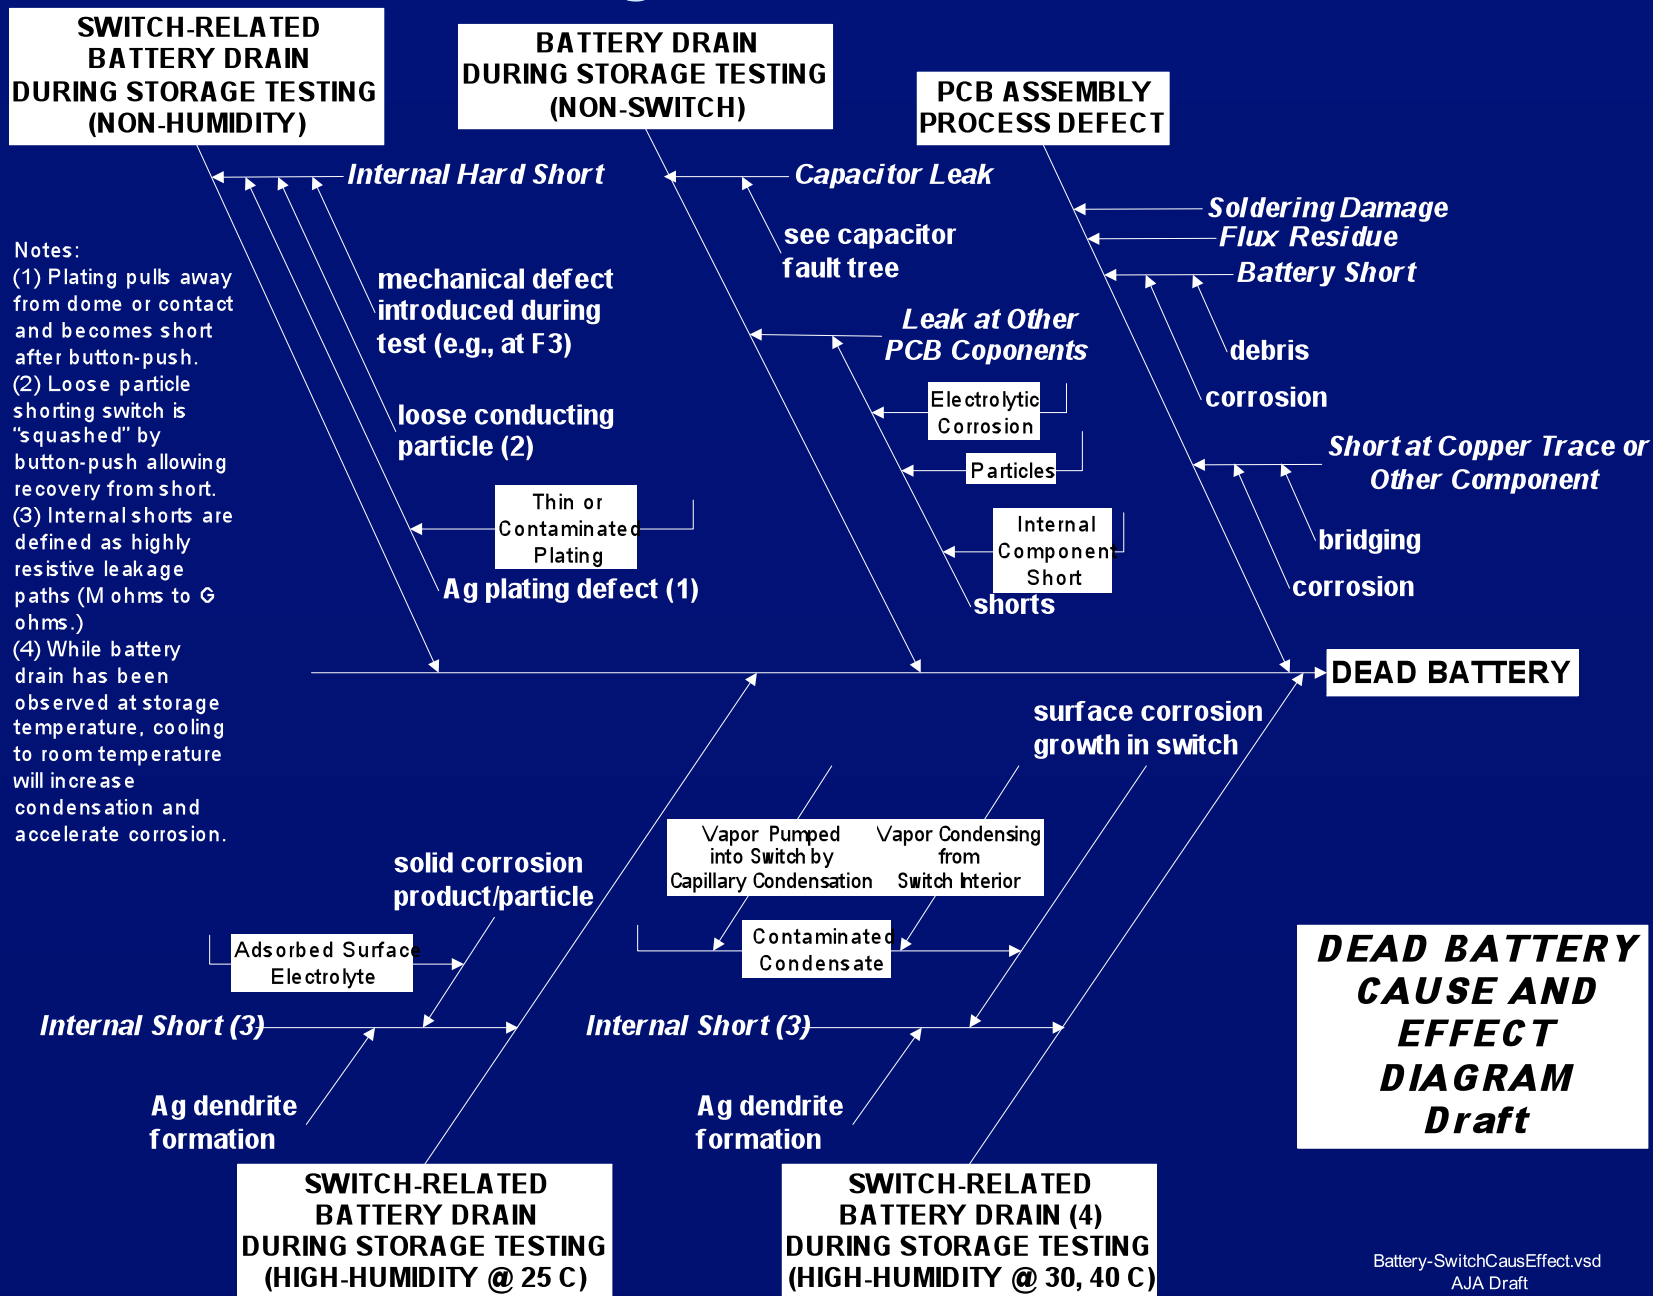 SWITCH-RELATED
BATTERY DRAIN
DURING STORAGE TESTING
(NON-HUMIDITY)
BATTERY DRAIN
DURING STORAGE TESTING
(NON-SWITCH)
PCB ASSEMBLY
PROCESS DEFECT
Internal Hard Short
mechanical defect
introduced during
test (e.g., at F3)
loose conducting
particle (2)
Thin or
Contaminated
Plating
Ag plating defect (1)
Capacitor Leak
see capacitor
fault tree
Leak at Other
PCB Coponents
Electrolytic
Corrosion
Particles
Internal
Component
Short
shorts
Soldering Damage
Flux Residue
Battery Short
debris
corrosion
Short at Copper Trace or
Other Component
bridging
corrosion
Notes:
(1) Plating pulls away
from dome or contact
and becomes short
after button-push.
(2) Loose particle
shorting switch is
"squashed" by
button-push allowing
recovery from short.
(3) Internal shorts are
defined as highly
resistive leakage
paths (M ohms to G
ohms.)
(4) While battery
drain has been
observed at storage
temperature, cooling
to room temperature
will increase
condensation and
accelerate corrosion.
DEAD BATTERY
surface corrosion
growth in switch
Vapor Pumped
into Switch by
Capillary Condensation
Vapor Condensing
from
Switch Interior
solid corrosion
product/particle
Adsorbed Surface
Electrolyte
Contaminated
Condensate
Internal Short (3)
Internal Short (3)
Ag dendrite
formation
Ag dendrite
formation
SWITCH-RELATED
BATTERY DRAIN
DURING STORAGE TESTING
(HIGH-HUMIDITY @ 25 C)
SWITCH-RELATED
BATTERY DRAIN (4)
DURING STORAGE TESTING
(HIGH-HUMIDITY @ 30, 40 C)
DEAD BATTERY
CAUSE AND
EFFECT
DIAGRAM
Draft
Battery-SwitchCausEffect.vsd
AJA Draft